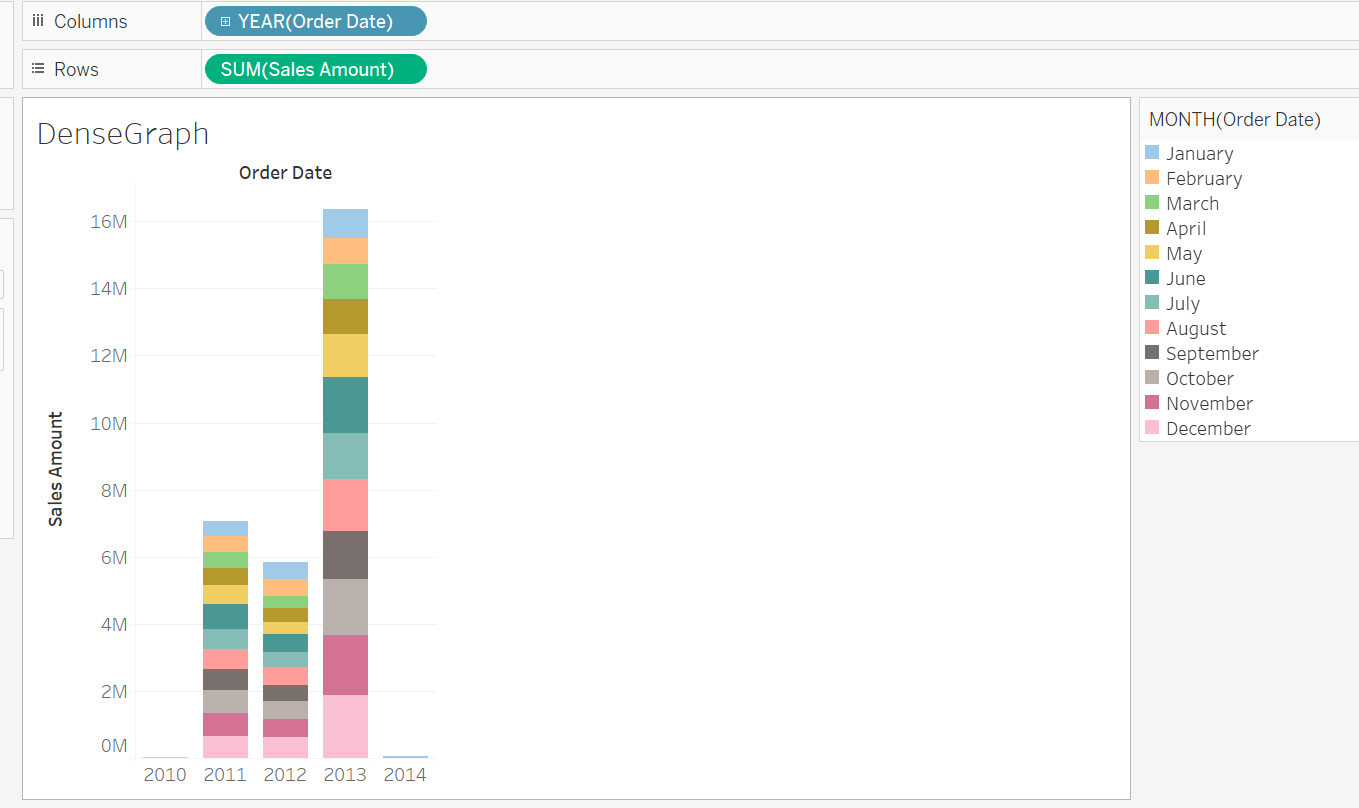 Columns
YEAR(Order Date)
Rows
SUM(Sales Amount)
DenseGraph
Order Date
Sales Amount
16M
14M
12M
10M
8M
6M
4M
2M
0M
2010 2011 2012 2013 2014
MONTH(Order Date)
January
February
March
April
May
June
July
August
September
October
November
December